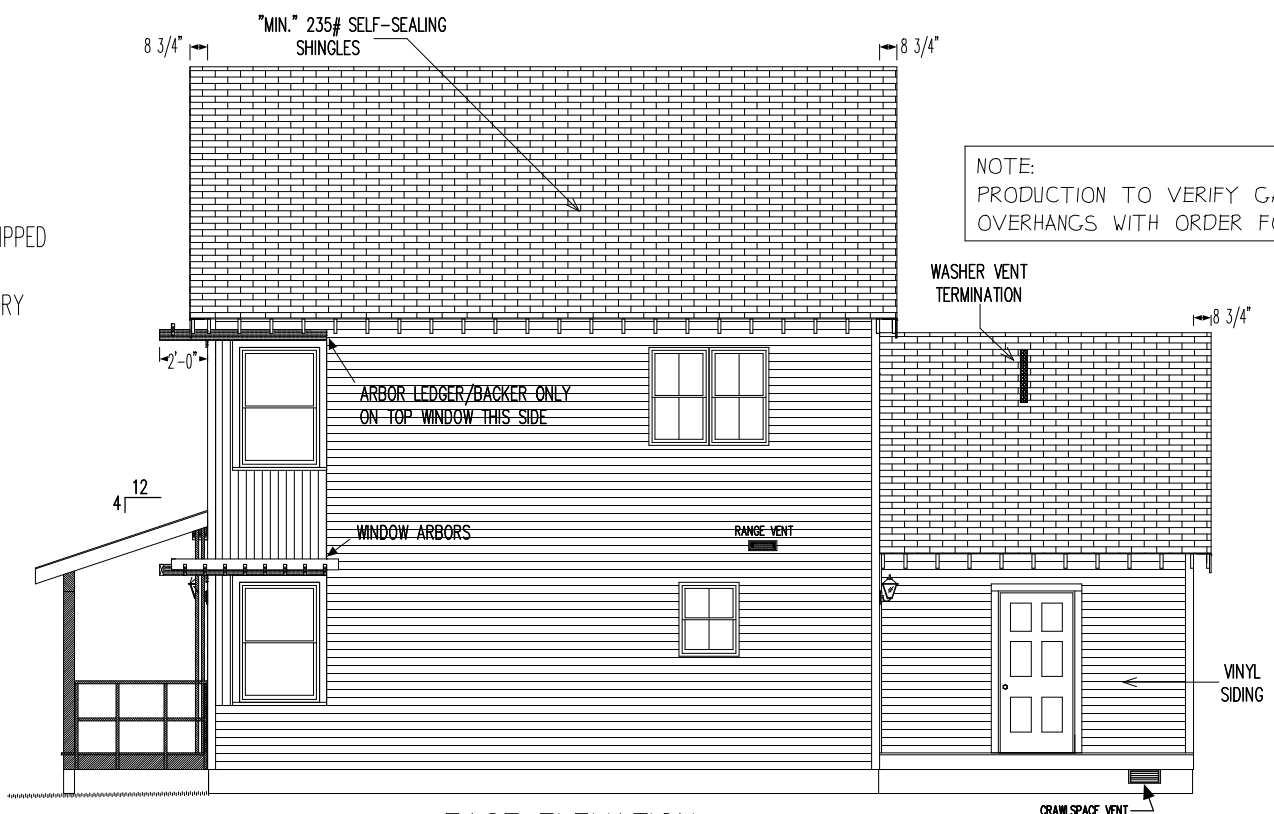 "MIN." 235# SELF-SEALING
SHINGLES
8 3/4"
8 3/4"
NOTE:
PRODUCTION TO VERIFY
OVERHANGS WITH ORDER
WASHER VENT
TERMINATION
8 3/4"
2'-0"
ARBOR LEDGER/BACKER ONLY
ON TOP WINDOW THIS SIDE
12
4
WINDOW ARBORS
RANGE VENT
VINYL
SIDING
CRAWLSPACE VENT